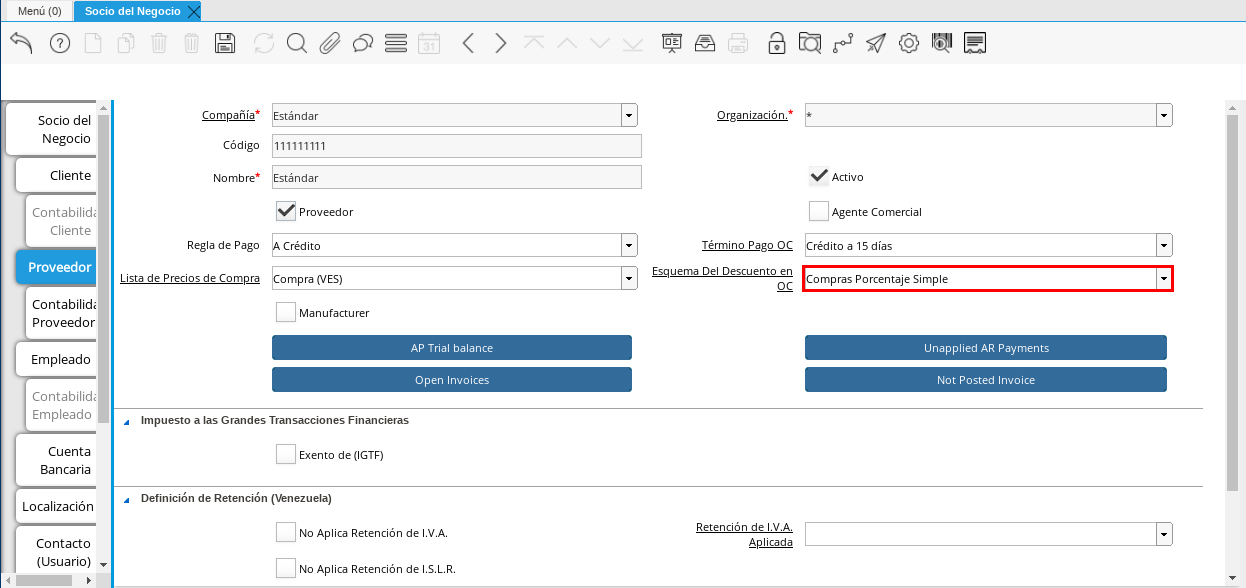 Menú (0)
Socio del Negocio
31
Socio del
Negocio
Cliente
Contabilida
Cliente
Proveedor
Contabilida
Proveedor
Empleado
Contabilida
Empleado
Cuenta
Bancaria
Localización
Contacto
(Usuario)
Compañía*
Estándar
Organización.*
*
Código
111111111
Nombre*
Estándar
Activo
Proveedor
Agente Comercial
Regla de Pago
A Crédito
Término Pago OC
Crédito a 15 días
Lista de Precios de Compra
Compra (VES)
Esquema Del Descuento en
OC
Compras Porcentaje Simple
Manufacturer
AP Trial balance
Unapplied AR Payments
Open Invoices
Not Posted Invoice
Impuesto a las Grandes Transacciones Financieras
Exento de (IGTF)
Definición de Retención (Venezuela)
No Aplica Retención de I.V.A.
Retención de I.V.A.
Aplicada
No Aplica Retención de I.S.L.R.